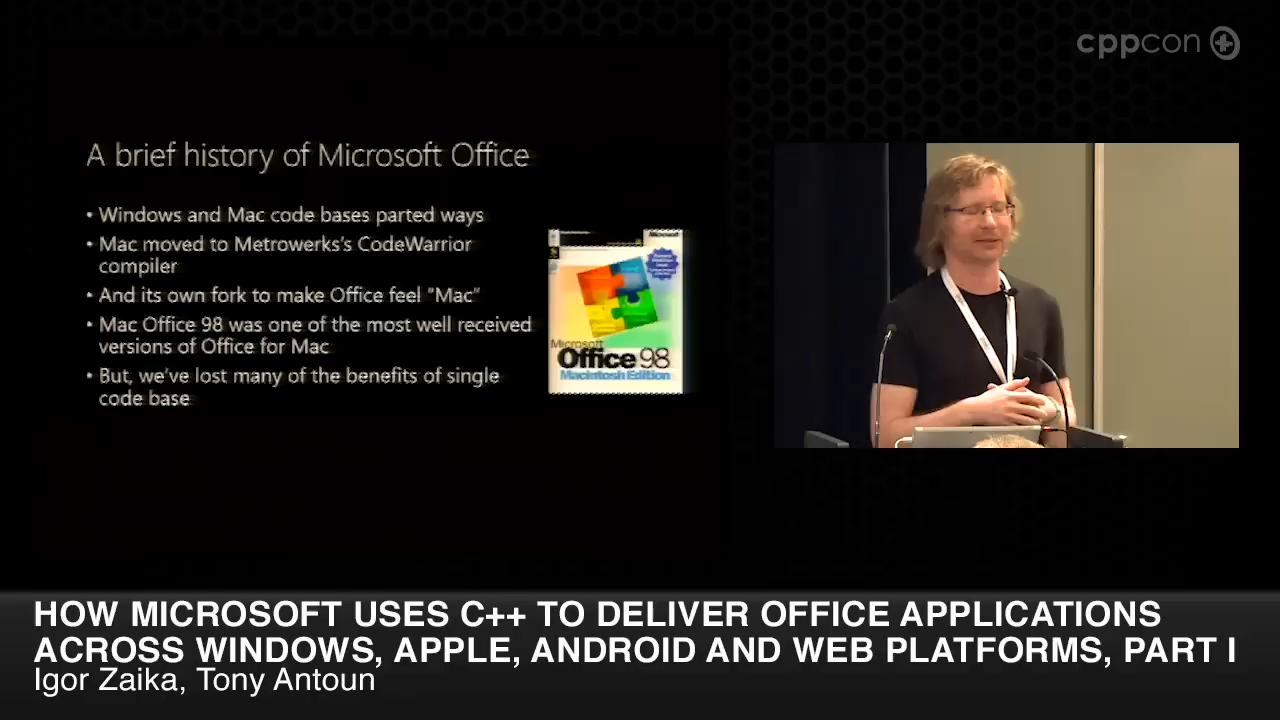 cppcon
A brief history of Microsoft Office
• Windows and Mac code bases parted ways
• Mac moved to Metrowerks's CodeWarrior
compiler
• And its own fork to make Office feel "Mac"
• Mac Office 98 was one of the most well received
versions of Office for Mac
• But, we've lost many of the benefits of single
code base
Microsoft
Microsoft
Office 98
Macintosh Edition
HOW MICROSOFT USES C++ TO DELIVER OFFICE APPLICATIONS
ACROSS WINDOWS, APPLE, ANDROID AND WEB PLATFORMS, PART I
Igor Zaika, Tony Antoun